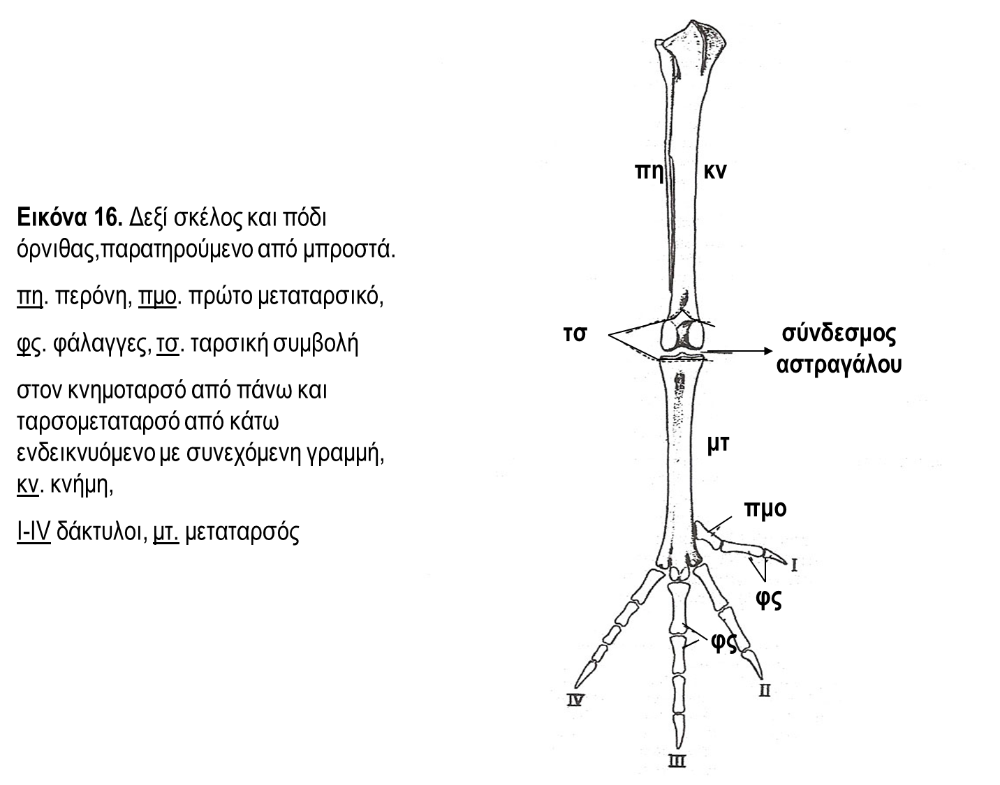 Εικόνα 16. Δεξί σκέλος και πόδι
όρνιθας,παρατηρούμενο από μπροστά.
πη. περόνη, πμο. πρώτο μεταταρσικό,
φς. φάλαγγες, τσ. ταρσική συμβολή
στον κνημοταρσό από πάνω και
ταρσομεταταρσό από κάτω
ενδεικνυόμενο με συνεχόμενη γραμμή,
κν. κνήμη,
I-IV δάκτυλοι, μτ. μεταταρσός
πη
κν
τσ
σύνδεσμος
αστραγάλου
μτ
πμο
I
φς
φς
II
IV
III